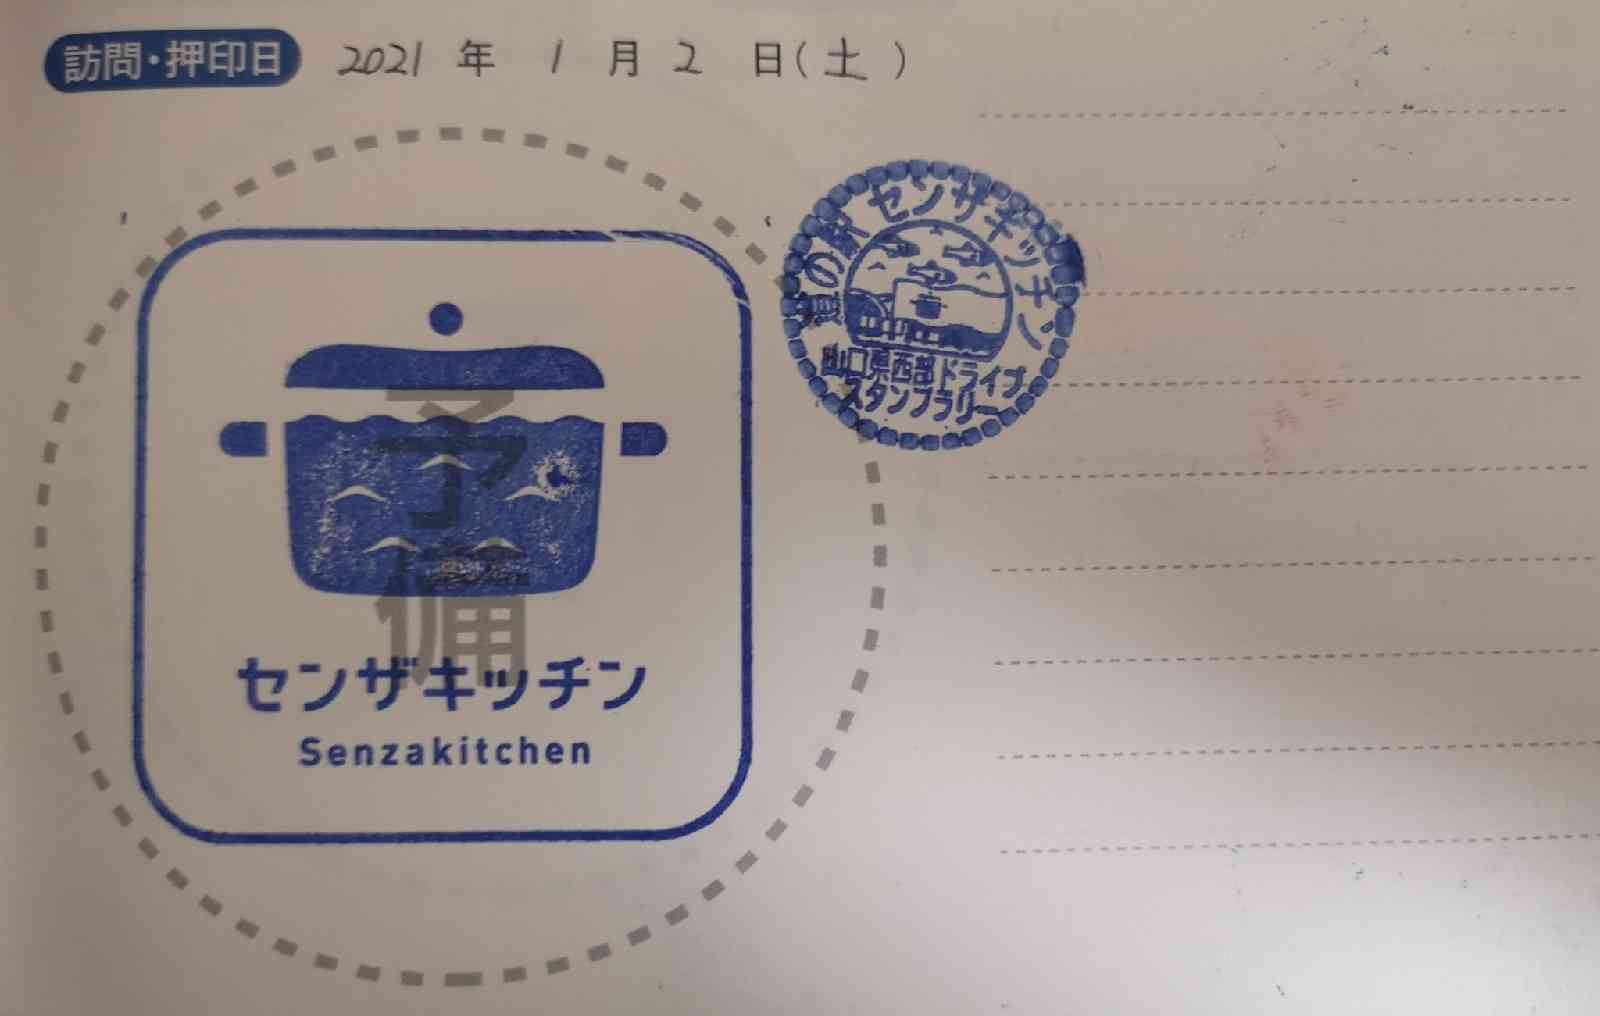 訪問・押印日 2021 年 1 月 2 日(土)
道の駅 センザキッチン
山口県西部ドライブ
スタンプラリー
予備
センザキッチン
Senzakitchen